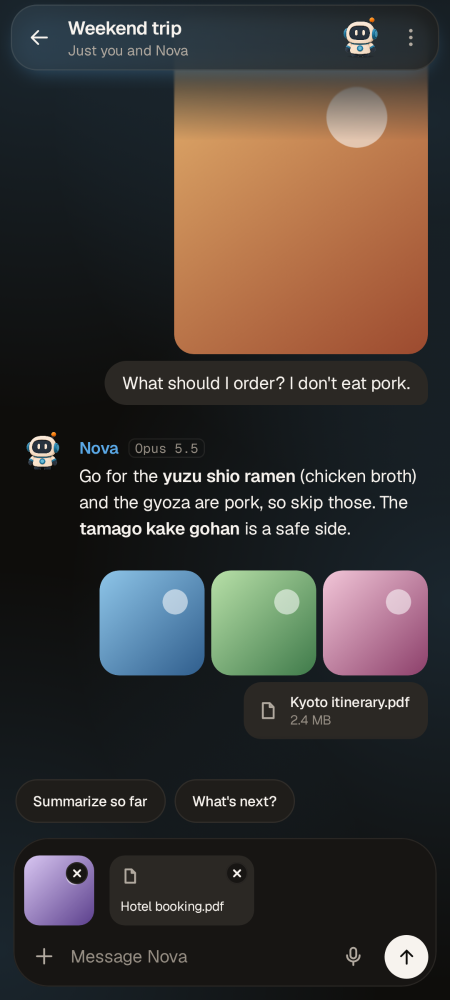 Weekend trip
Just you and Nova
What should I order? I don't eat pork.
Nova Opus 5.5
Go for the yuzu shio ramen (chicken broth)
and the gyoza are pork, so skip those. The
tamago kake gohan is a safe side.
Kyoto itinerary.pdf
2.4 MB
Summarize so far
What's next?
Hotel booking.pdf
Message Nova